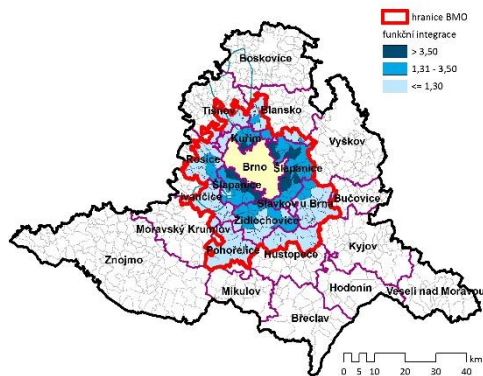 hranice BMO
funkční integrace
> 3,50
1,31 - 3,50
<= 1,30
Boskovice
Tišnov
Blansko
Kuřim
Vyškov
Rosice
Brno
Šlapanice
Šlapanice
Ivančice
Slavkov u Brna
Bučovice
Židlochovice
Moravský Krumlov
Pohořelice
Hustopeče
Kyjov
Znojmo
Mikulov
Hodonín
Veselí nad Moravou
Břeclav
km
0 5 10 20 30 40